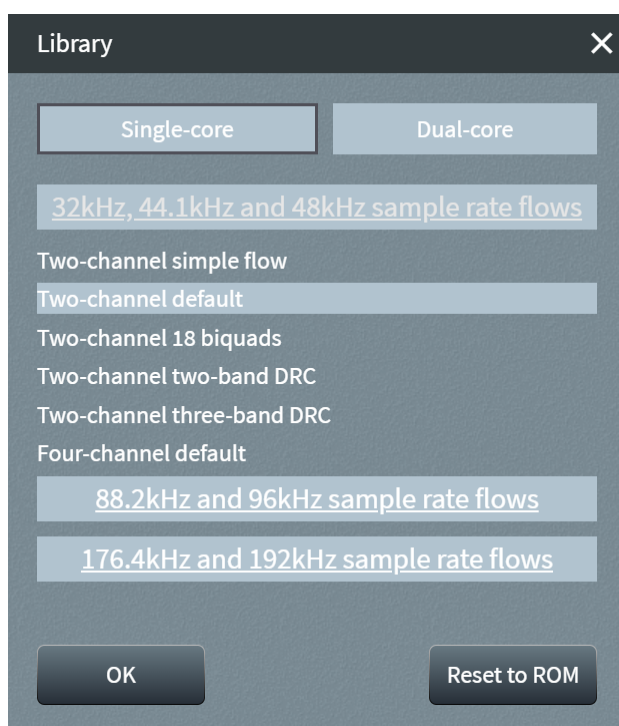 Library
Single-core
Dual-core
32kHz, 44.1kHz and 48kHz sample rate flows
Two-channel simple flow
Two-channel default
Two-channel 18 biquads
Two-channel two-band DRC
Two-channel three-band DRC
Four-channel default
88.2kHz and 96kHz sample rate flows
176.4kHz and 192kHz sample rate flows
OK
Reset to ROM